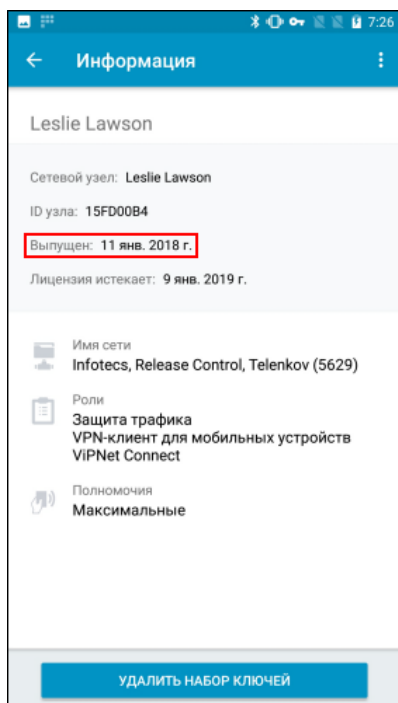 7:26
Информация
Leslie Lawson
Сетевой узел: Leslie Lawson
ID узла: 15FD00B4
Выпущен: 11 янв. 2018 г.
Лицензия истекает: 9 янв. 2019 г.
Имя сети
Infotecs, Release Control, Telenkov (5629)
Роли
Защита трафика
VPN-клиент для мобильных устройств
ViPNet Connect
Полномочия
Максимальные
УДАЛИТЬ НАБОР КЛЮЧЕЙ